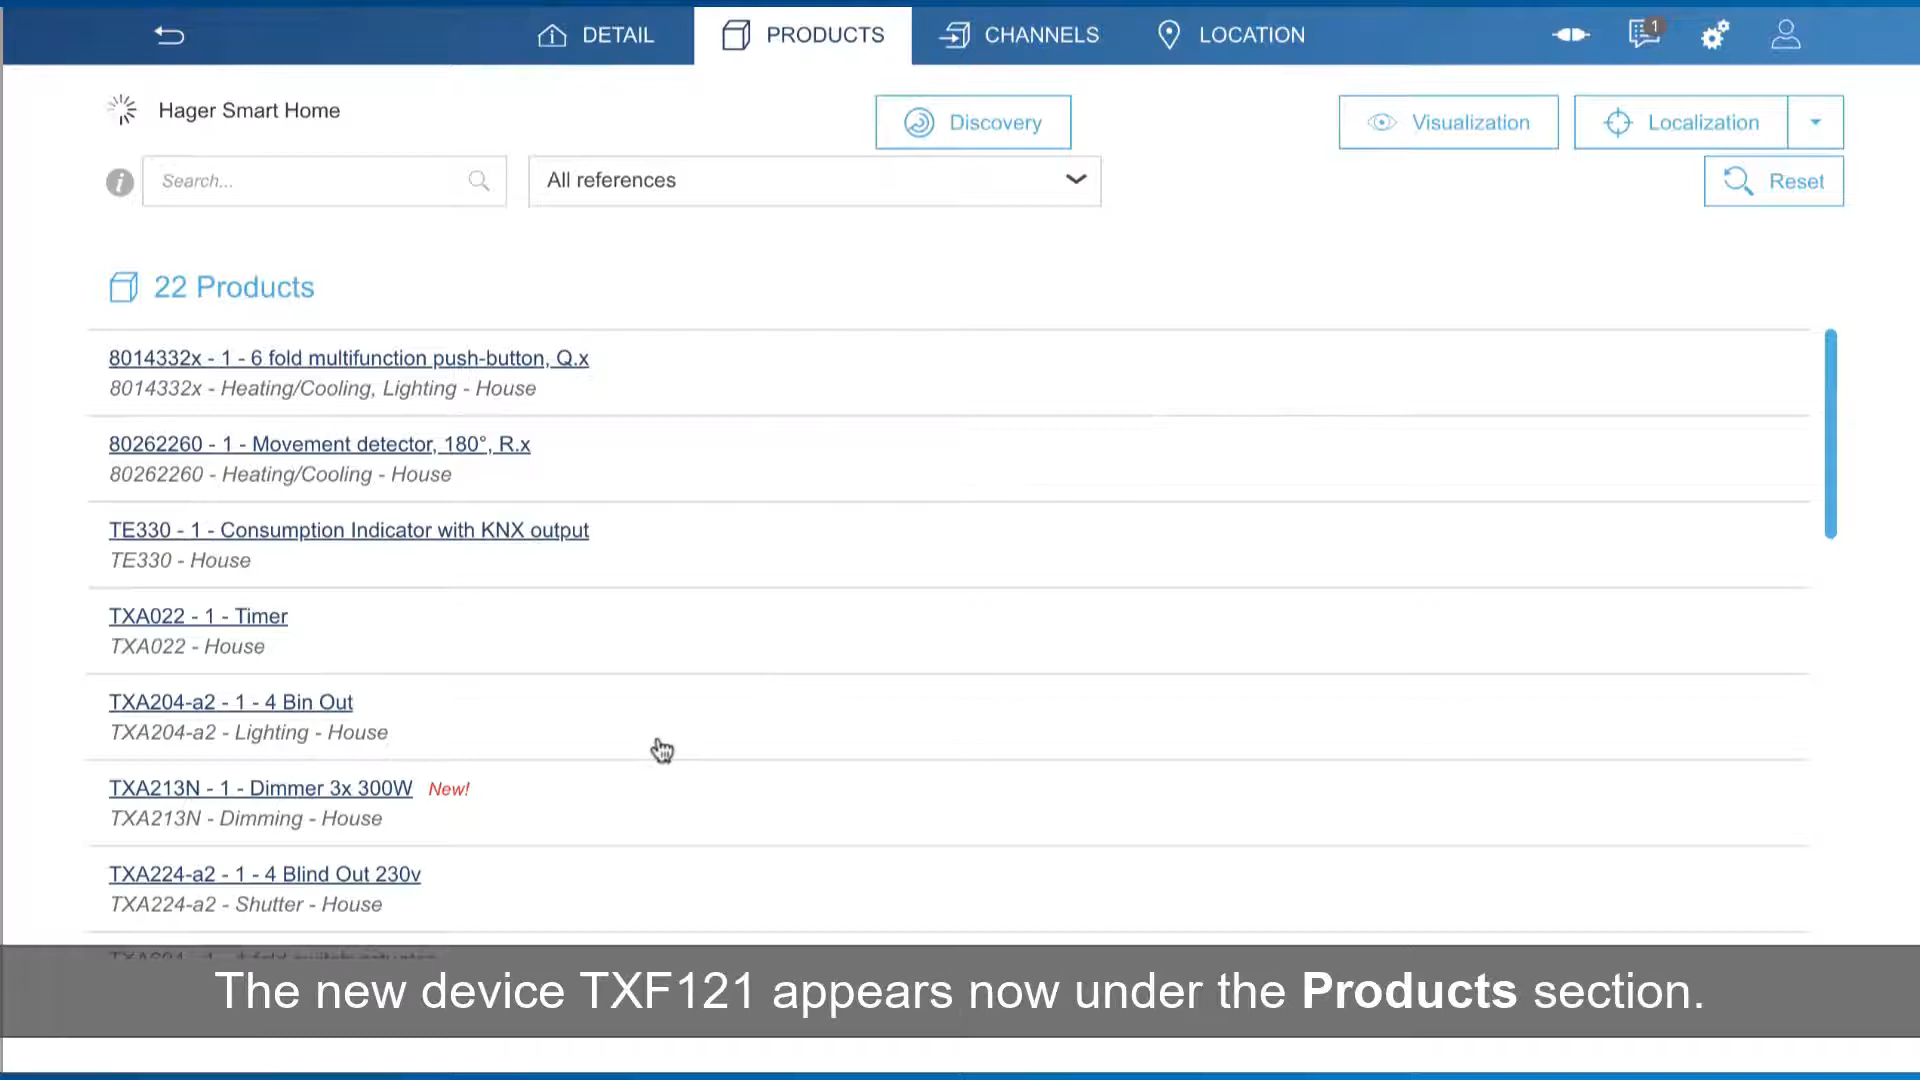 DETAIL
PRODUCTS
CHANNELS
LOCATION
1
Hager Smart Home
Discovery
Visualization
Localization
Search...
All references
Reset
22 Products
8014332x - 1 - 6 fold multifunction push-button, Q.x
8014332x - Heating/Cooling, Lighting - House
80262260 - 1 - Movement detector, 180°, R.x
80262260 - Heating/Cooling - House
TE330 - 1 - Consumption Indicator with KNX output
TE330 - House
TXA022 - 1 - Timer
TXA022 - House
TXA204-a2 - 1 - 4 Bin Out
TXA204-a2 - Lighting - House
TXA213N - 1 - Dimmer 3x 300W New!
TXA213N - Dimming - House
TXA224-a2 - 1 - 4 Blind Out 230v
TXA224-a2 - Shutter - House
The new device TXF121 appears now under the Products section.